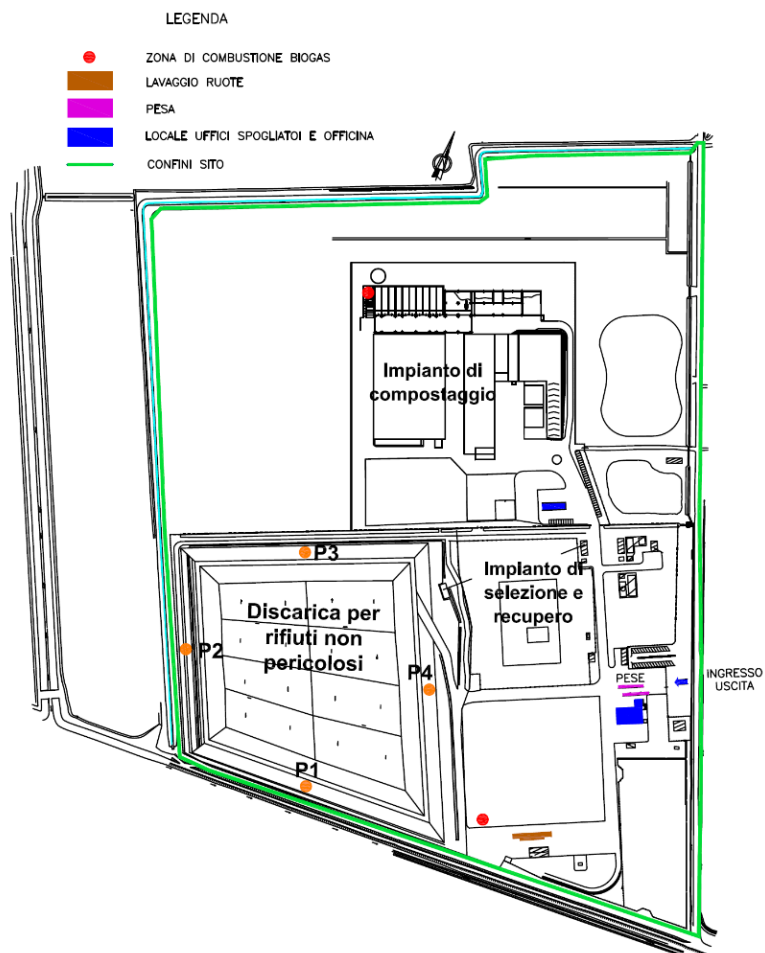 LEGENDA
ZONA DI COMBUSTIONE BIOGAS
LAVAGGIO RUOTE
PESA
LOCALE UFFICI SPOGLIATOI E OFFICINA
CONFINI SITO
Impianto di
compostaggio
P3
Impianto di
selezione e
recupero
Discarica per
rifiuti non
pericolosi
P2
P4
PESE
INGRESSO
USCITA
P1